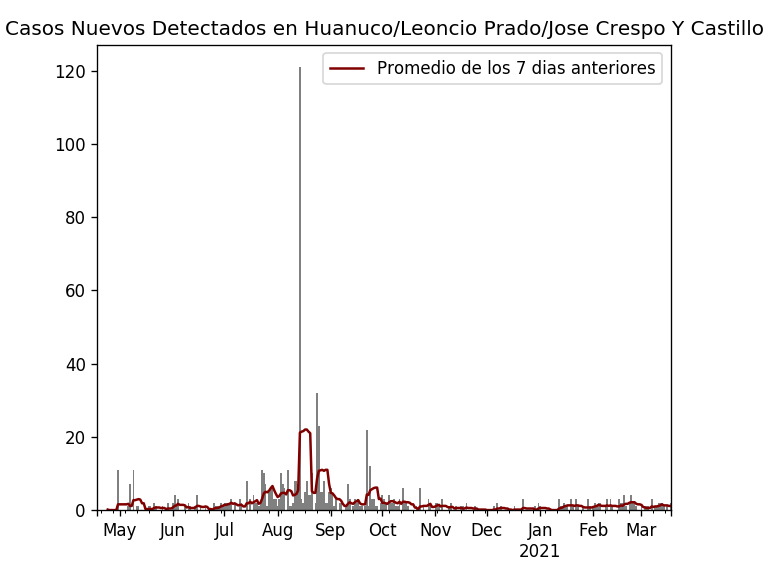 Casos Nuevos Detectados en Huanuco/Leoncio Prado/Jose Crespo Y Castillo
Promedio de los 7 dias anteriores
120
100
80
60
40
20
0
May Jun Jul Aug Sep Oct Nov Dec Jan Feb Mar
2021